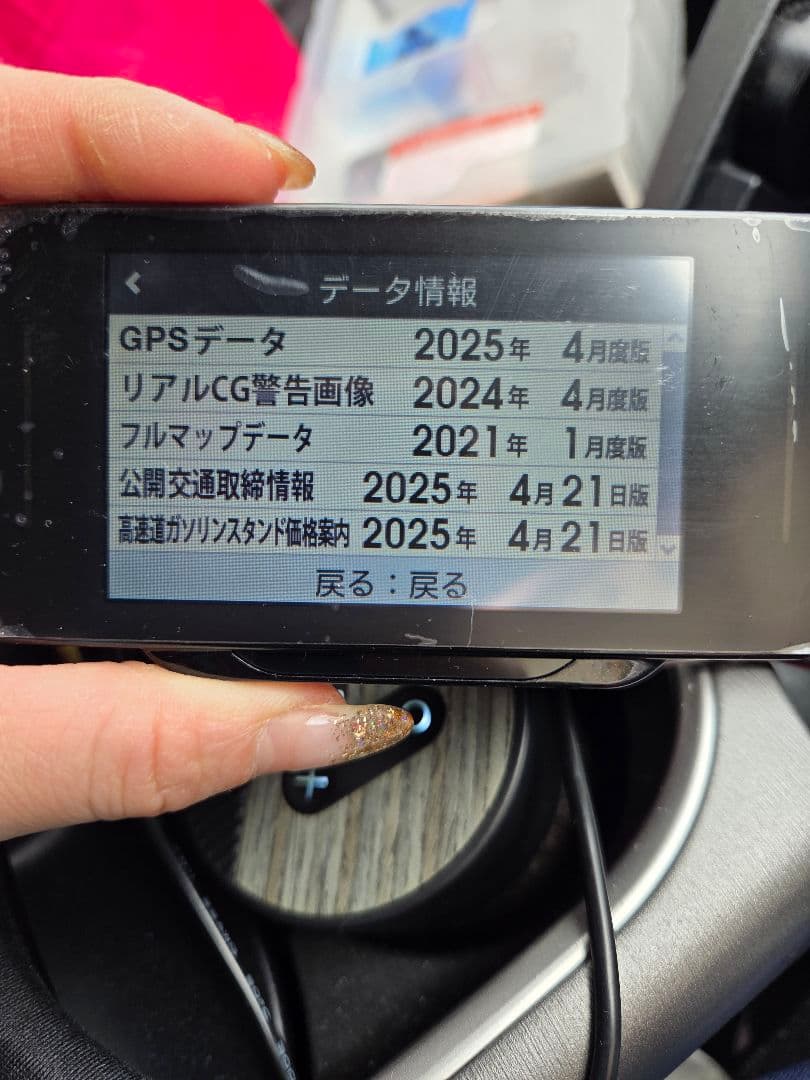 データ情報
GPSデータ 2025年 4月度版
リアルCG警告画像 2024年 4月度版
フルマップデータ 2021年 1月度版
公開交通取締情報 2025年 4月21日版
高速道ガソリンスタンド価格案内 2025年 4月21日版
戻る：戻る